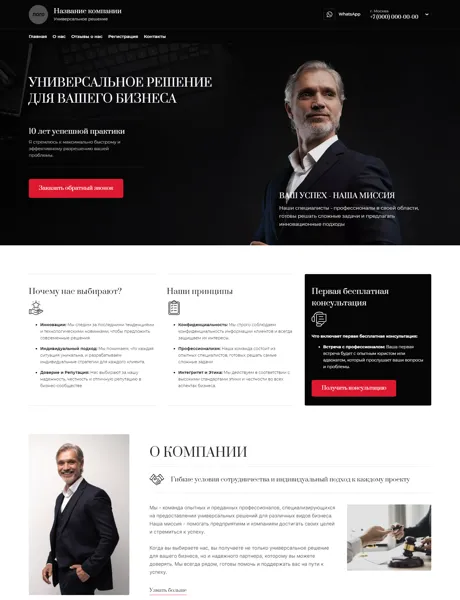 Название компании
Универсальное решение
WhatsApp
г. Москва
+7 (000) 000-00-00
Главная О нас Отзывы о нас Регистрация Контакты
УНИВЕРСАЛЬНОЕ РЕШЕНИЕ
ДЛЯ ВАШЕГО БИЗНЕСА
10 лет успешной практики
Я стремлюсь к максимально быстрому и
эффективному разрешению вашей
проблемы.
Заказать обратный звонок
ВАШ УСПЕХ - НАША МИССИЯ
Наши специалисты - профессионалы в своей области,
готовы решать сложные задачи и предлагать
инновационные подходы
Почему нас выбирают?
Инновации: Мы следим за последними тенденциями
и технологическими новинками, чтобы предложить
современные решения
Индивидуальный подход: Мы понимаем, что каждая
ситуация уникальна, и разрабатываем
индивидуальные стратегии для каждого клиента.
Доверие и Репутация: Нас выбирают за нашу
надежность, честность и отличную репутацию в
бизнес-сообществе
Наши принципы
Конфиденциальность: Мы строго соблюдаем
конфиденциальность информации клиентов и всегда
защищаем их интересы.
Профессионализм: Наша команда состоит из
опытных специалистов, готовых решать самые
сложные задачи
Интегритет и Этика: Мы действуем в соответствии с
высокими стандартами этики и честности во всех
аспектах бизнеса.
Первая бесплатная
консультация
Что включает первая бесплатная консультация:
Встреча с профессионалом: Ваша первая
встреча будет с опытным юристом или
адвокатом, который прослушает ваши вопросы
и проблемы.
Получить консультацию
О КОМПАНИИ
Гибкие условия сотрудничества и индивидуальный подход к каждому проекту
Мы - команда опытных и преданных профессионалов, специализирующихся
на предоставлении универсальных решений для различных видов бизнеса.
Наша миссия - помогать предприятиям и компаниям достигать своих целей
и стремиться к успеху.
Когда вы выбираете нас, вы получаете не только универсальное решение
для вашего бизнеса, но и надежного партнера, которому вы можете
доверять. Мы всегда рядом, готовы помочь и поддержать вас на пути к
успеху.
Узнать больше